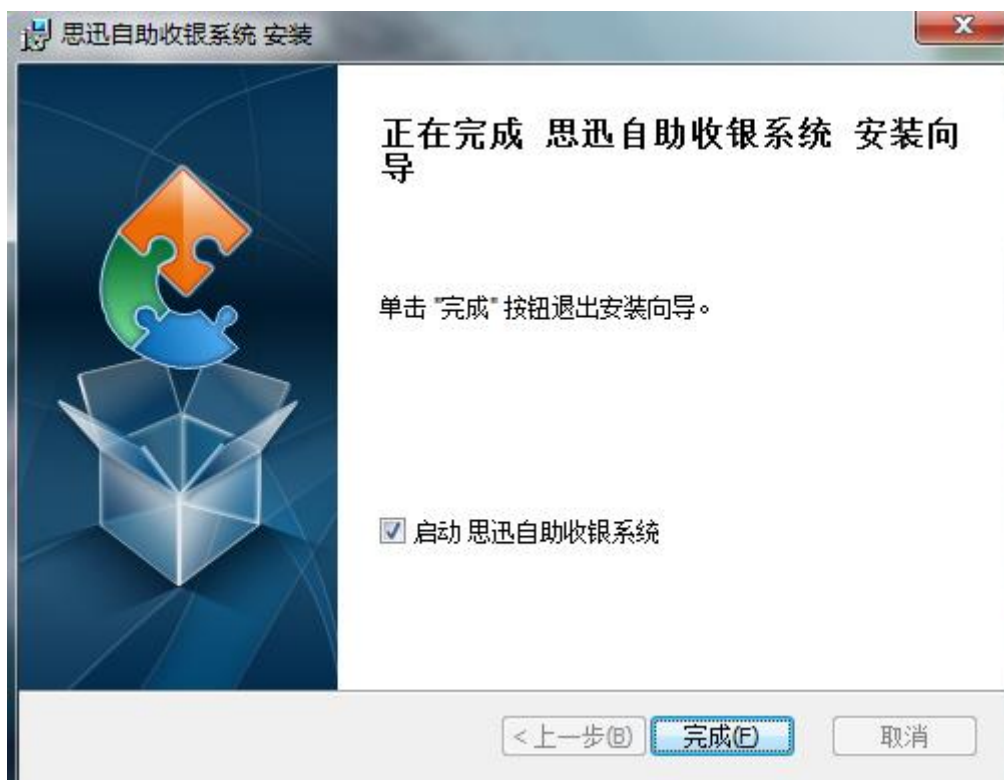 思迅自助收银系统 安装
正在完成 思迅自助收银系统 安装向
导
单击 "完成" 按钮退出安装向导。
启动 思迅自助收银系统
< 上一步(B)
完成(F)
取消